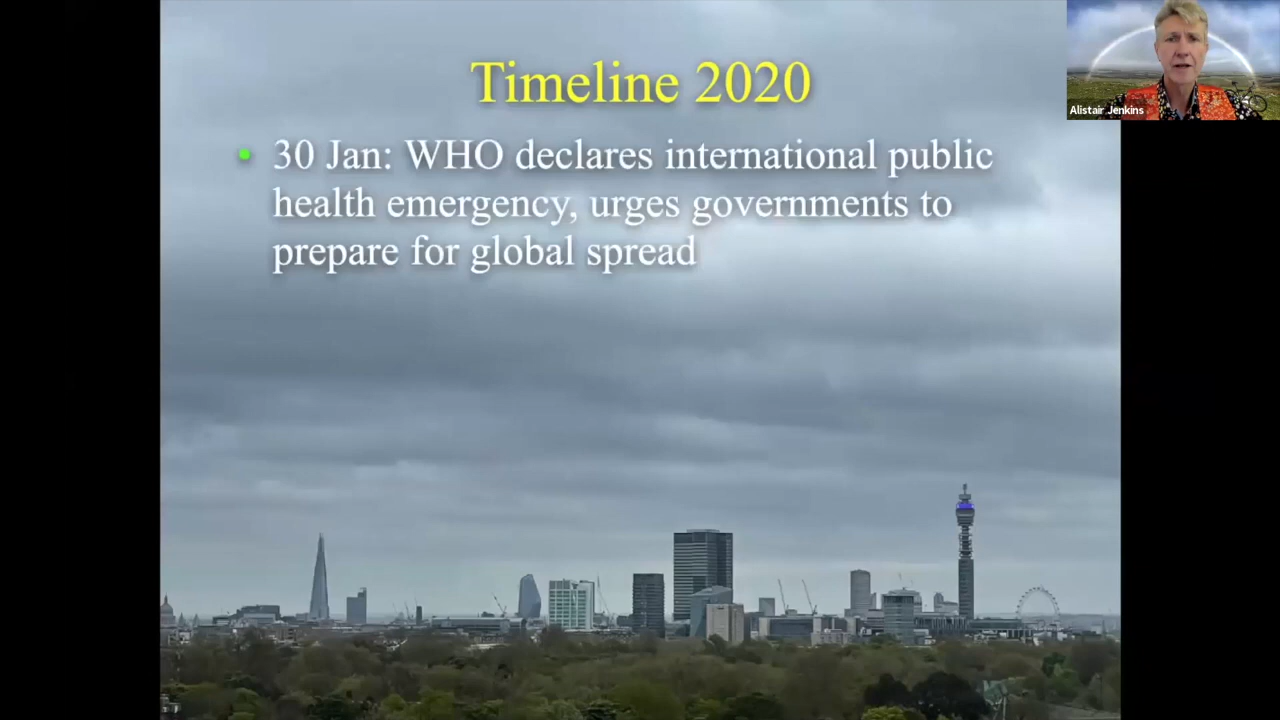 Timeline 2020
• 30 Jan: WHO declares international public
health emergency, urges governments to
prepare for global spread
Alistair Jenkins